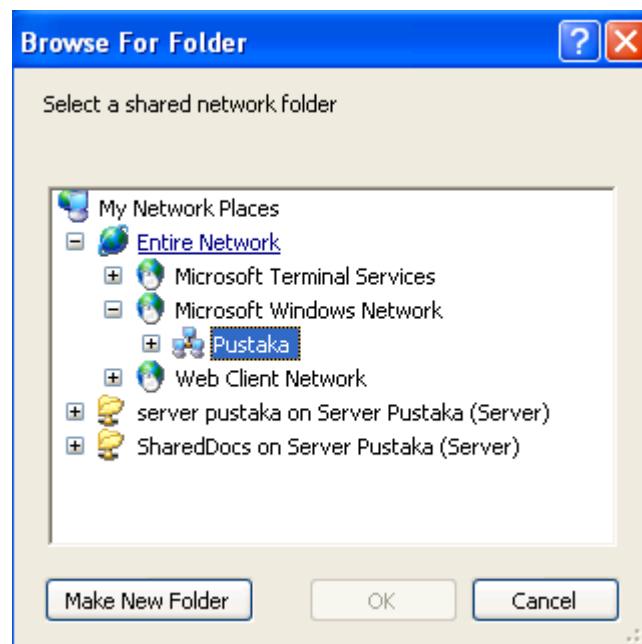 Browse For Folder
Select a shared network folder
My Network Places
Entire Network
Microsoft Terminal Services
Microsoft Windows Network
Pustaka
Web Client Network
server pustaka on Server Pustaka (Server)
SharedDocs on Server Pustaka (Server)
Make New Folder OK Cancel